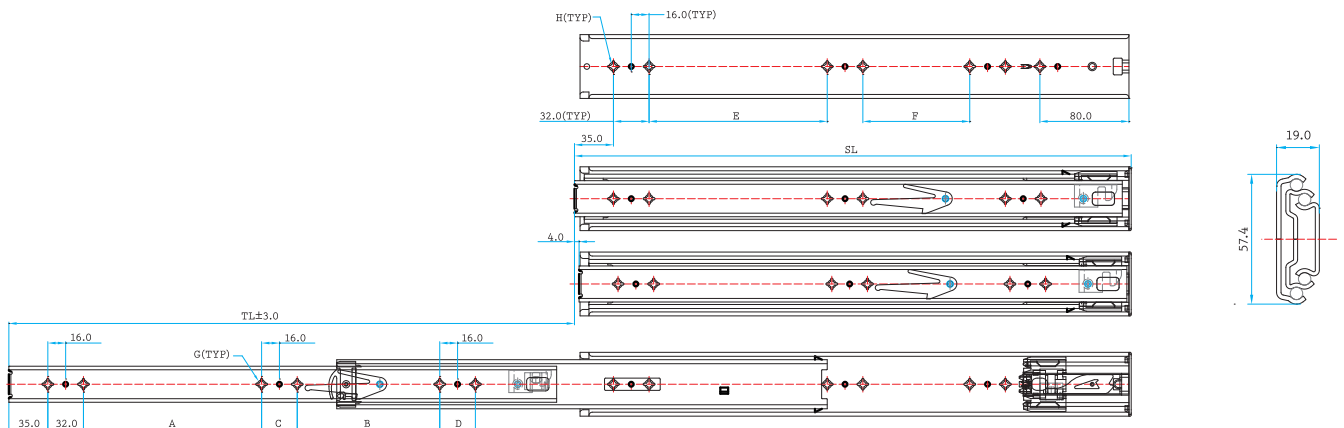 H(TYP)
16.0(TYP)
32.0(TYP)
E
F
80.0
35.0
SL
19.0
57.4
4.0
TL±3.0
16.0
16.0
16.0
G(TYP)
35.0
32.0
A
C
B
D